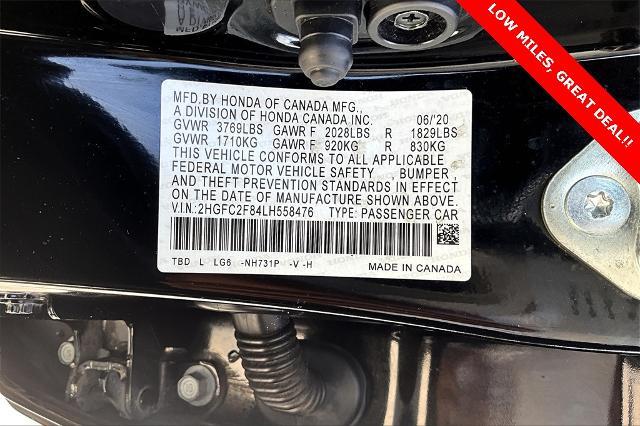 LOW MILES, GREAT DEAL!!
MFD.BY HONDA OF CANADA MFG.,
A DIVISION OF HONDA CANADA INC. 06/'20
GVWR 3769LBS GAWR F 2028LBS R 1829LBS
GVWR 1710KG GAWR F 920KG R 830KG
THIS VEHICLE CONFORMS TO ALL APPLICABLE
FEDERAL MOTOR VEHICLE SAFETY , BUMPER ,
AND THEFT PREVENTION STANDARDS IN EFFECT
ON THE DATE OF MANUFACTURE SHOWN ABOVE.
V.I.N.:2HGFC2F84LH558476 TYPE: PASSENGER CAR
TBD L LG6 -NH731P -V -H MADE IN CANADA